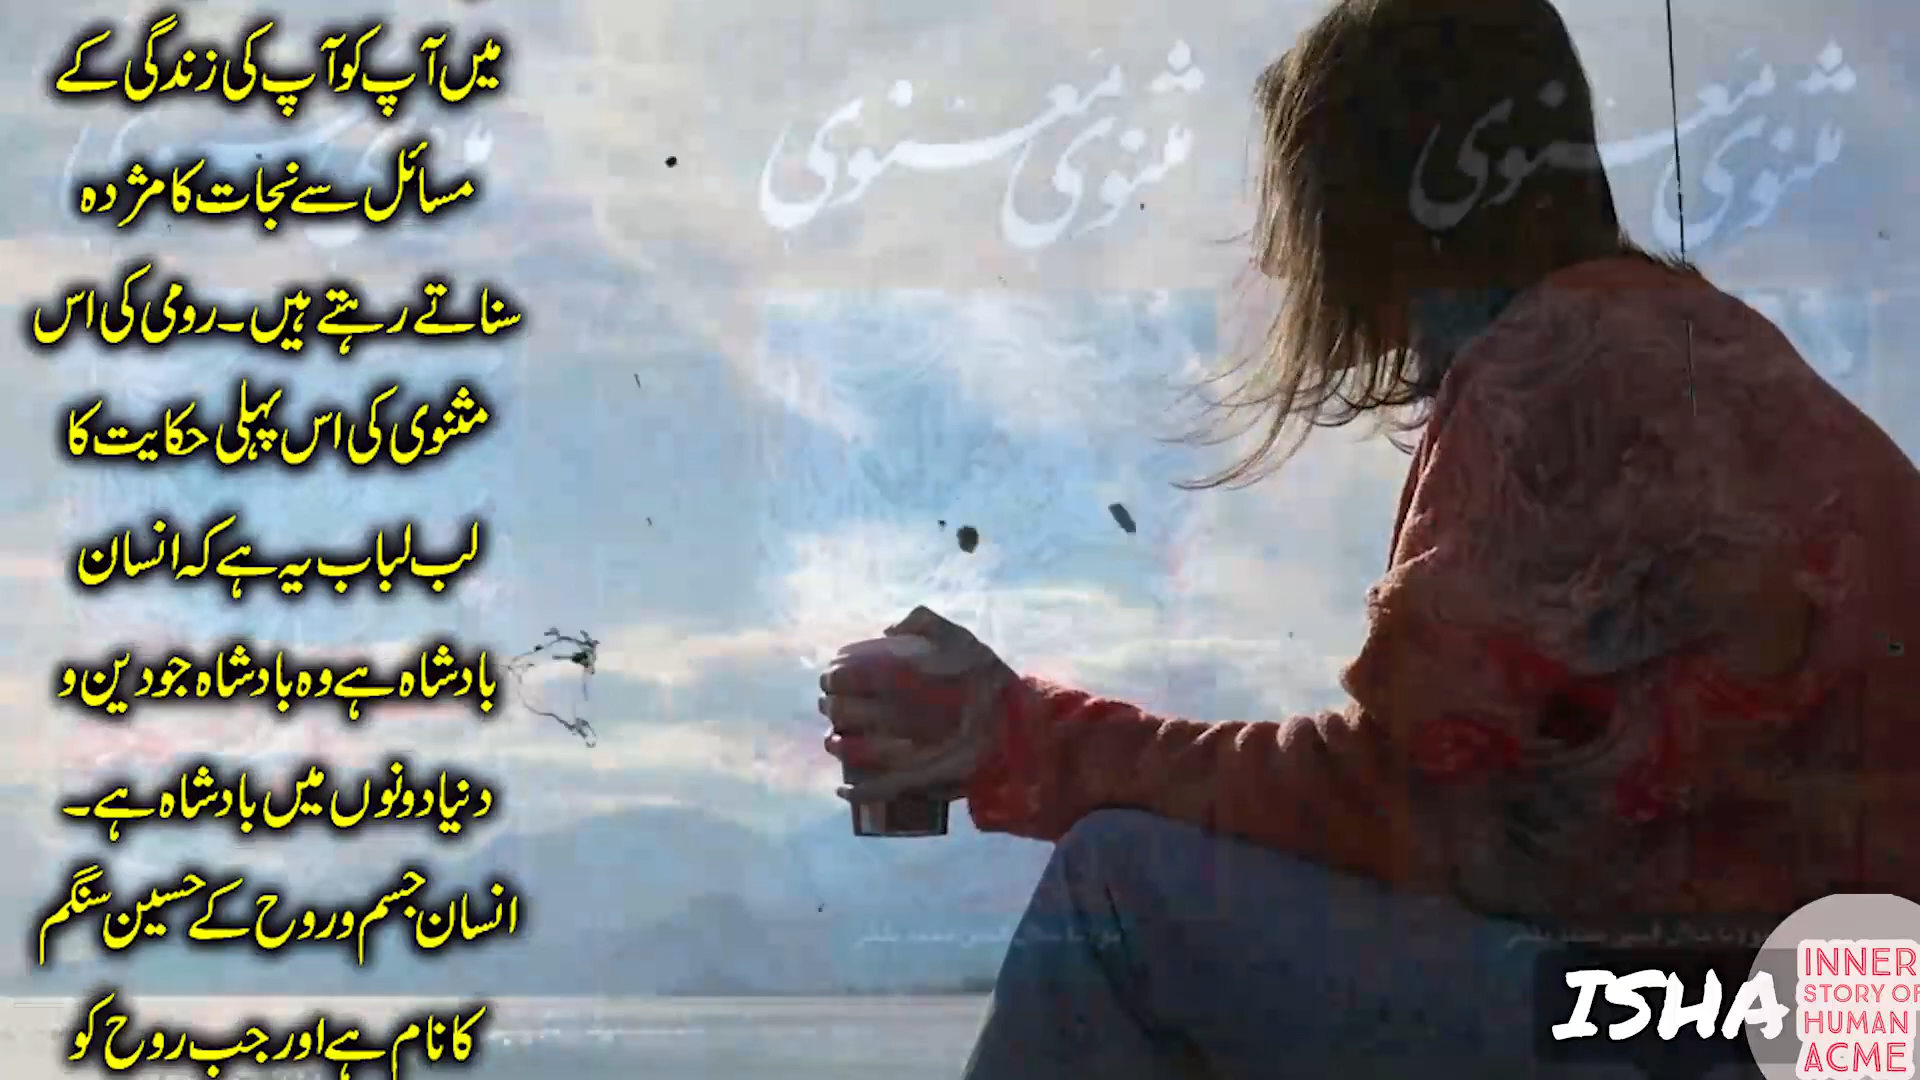 میں آپ کو آپ کی زندگی کے
مسائل سے نجات کا مژدہ
سناتے رہتے ہیں۔ رومی کی اس
مثنوی کی اس پہلی حکایت کا
لب لباب یہ ہے کہ انسان
بادشاہ ہے وہ بادشاہ جو دین و
دنیا دونوں میں بادشاہ ہے۔
انسان جسم و روح کے حسین سنگم
کا نام ہے اور جب روح کو
مثنوی معنوی
مثنوی معنوی
مثنوی معنوی
ISHA
INNER
STORY OF
HUMAN
ACME